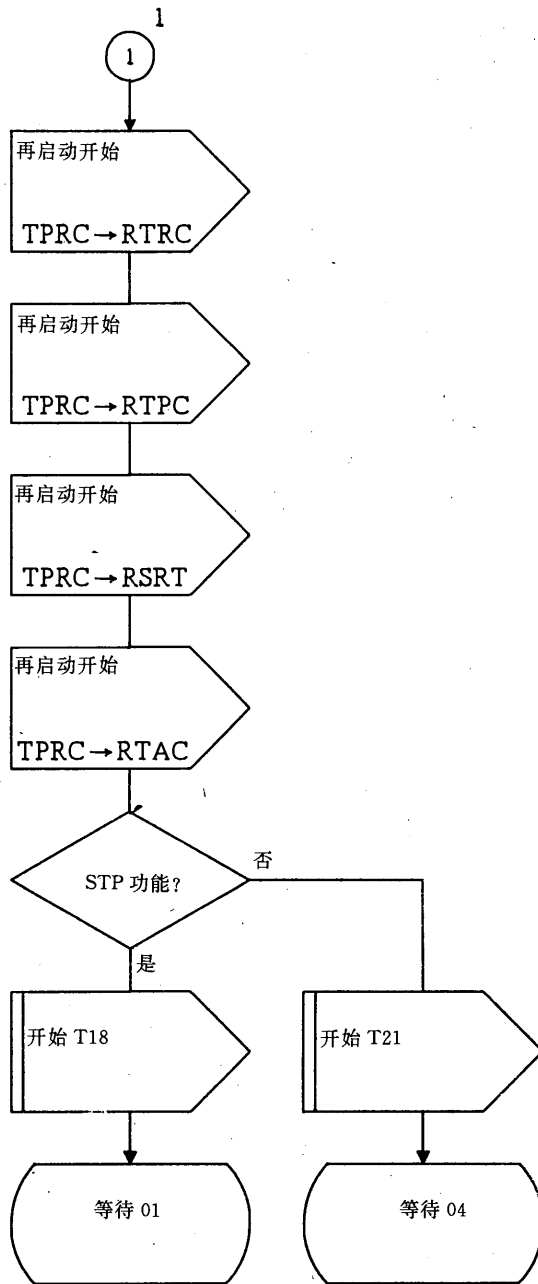 1
1
再启动开始
TPRC→RTRC
再启动开始
TPRC→RTPC
再启动开始
TPRC→RSRT
再启动开始
TPRC→RTAC
STP 功能?
否
是
开始 T18
开始 T21
等待 01
等待 04